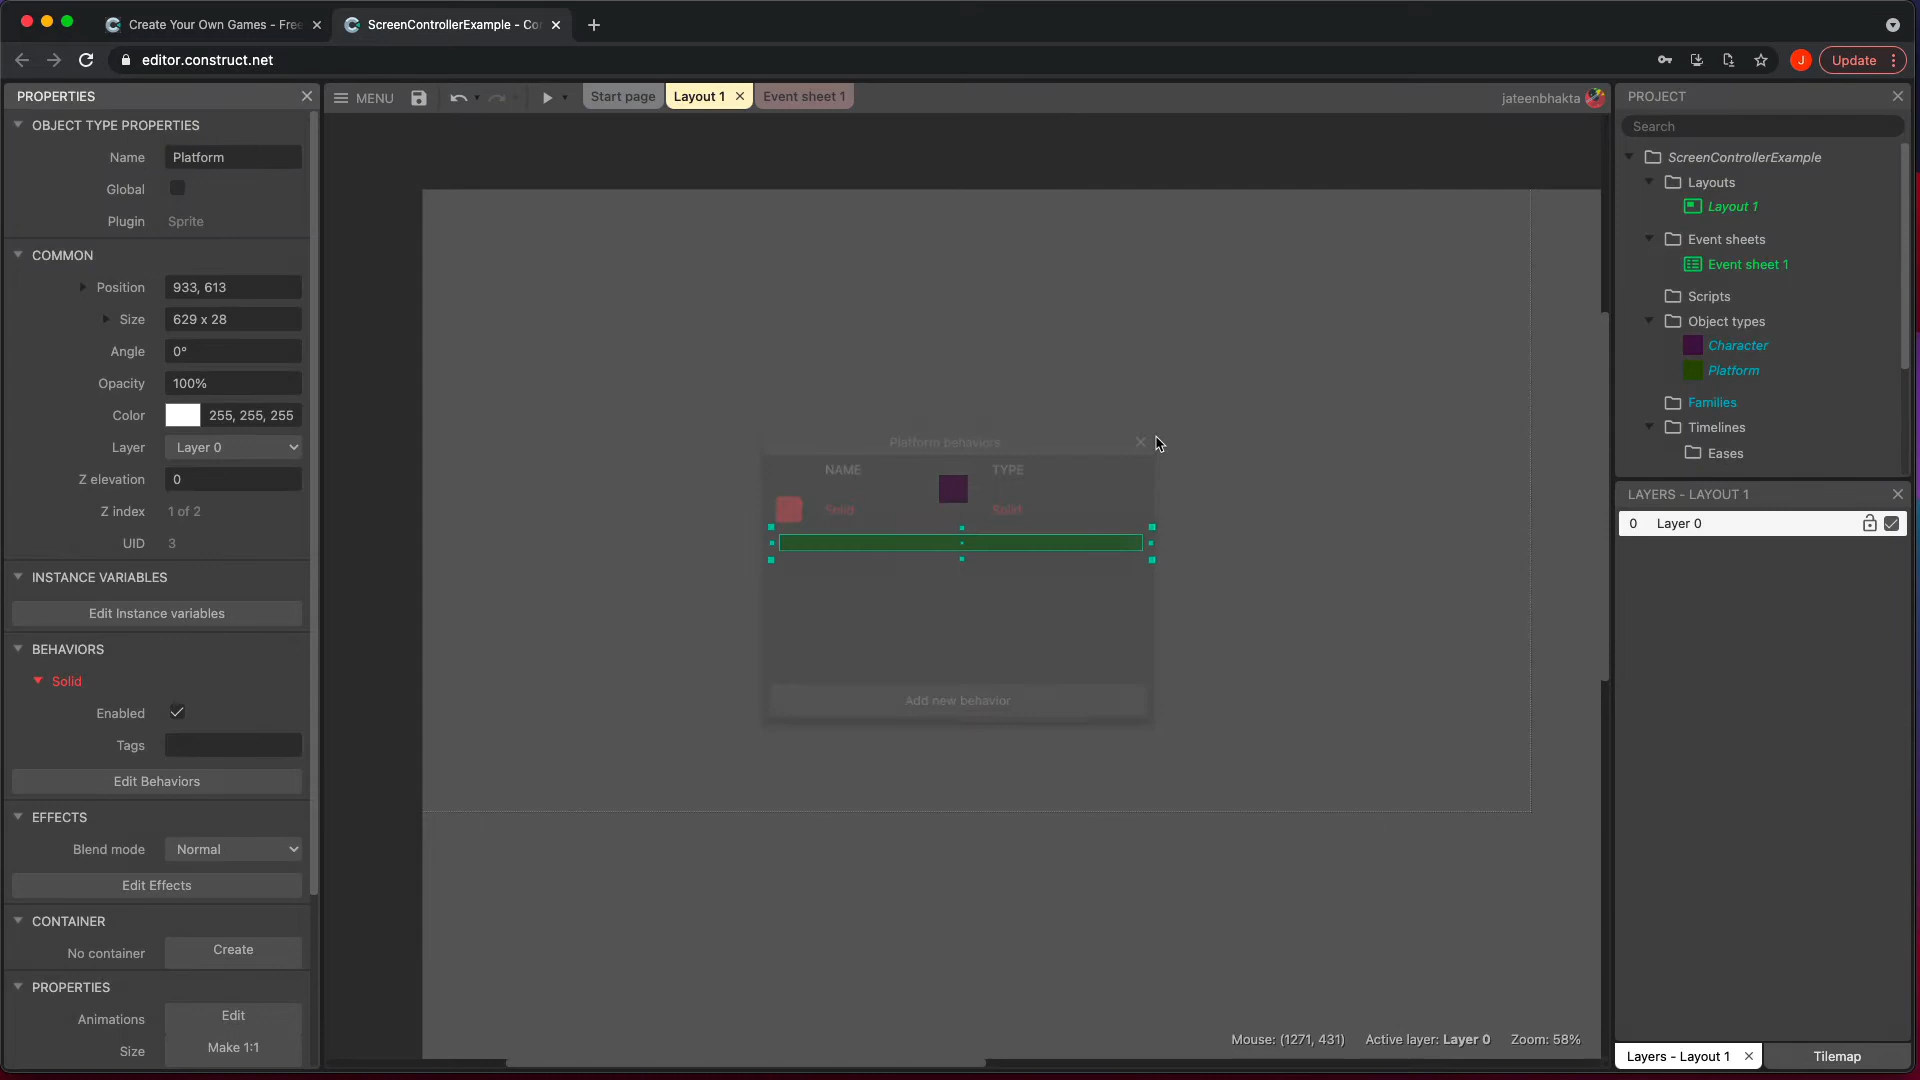 Create Your Own Games - Free
ScreenControllerExample - Co
editor.construct.net
J
Update
PROPERTIES
OBJECT TYPE PROPERTIES
Name Platform
Global
Plugin Sprite
COMMON
Position 933, 613
Size 629 x 28
Angle 0°
Opacity 100%
Color 255, 255, 255
Layer Layer 0
Z elevation 0
Z index 1 of 2
UID 3
INSTANCE VARIABLES
Edit Instance variables
BEHAVIORS
Solid
Enabled
Tags
Edit Behaviors
EFFECTS
Blend mode Normal
Edit Effects
CONTAINER
No container Create
PROPERTIES
Animations Edit
Size Make 1:1
MENU
Start page
Layout 1
Event sheet 1
jateenbhakta
Platform behaviors
NAME TYPE
Solid Solid
Add new behavior
Mouse: (1271, 431) Active layer: Layer 0 Zoom: 58%
PROJECT
Search
ScreenControllerExample
Layouts
Layout 1
Event sheets
Event sheet 1
Scripts
Object types
Character
Platform
Families
Timelines
Eases
LAYERS - LAYOUT 1
0 Layer 0
Layers - Layout 1
Tilemap